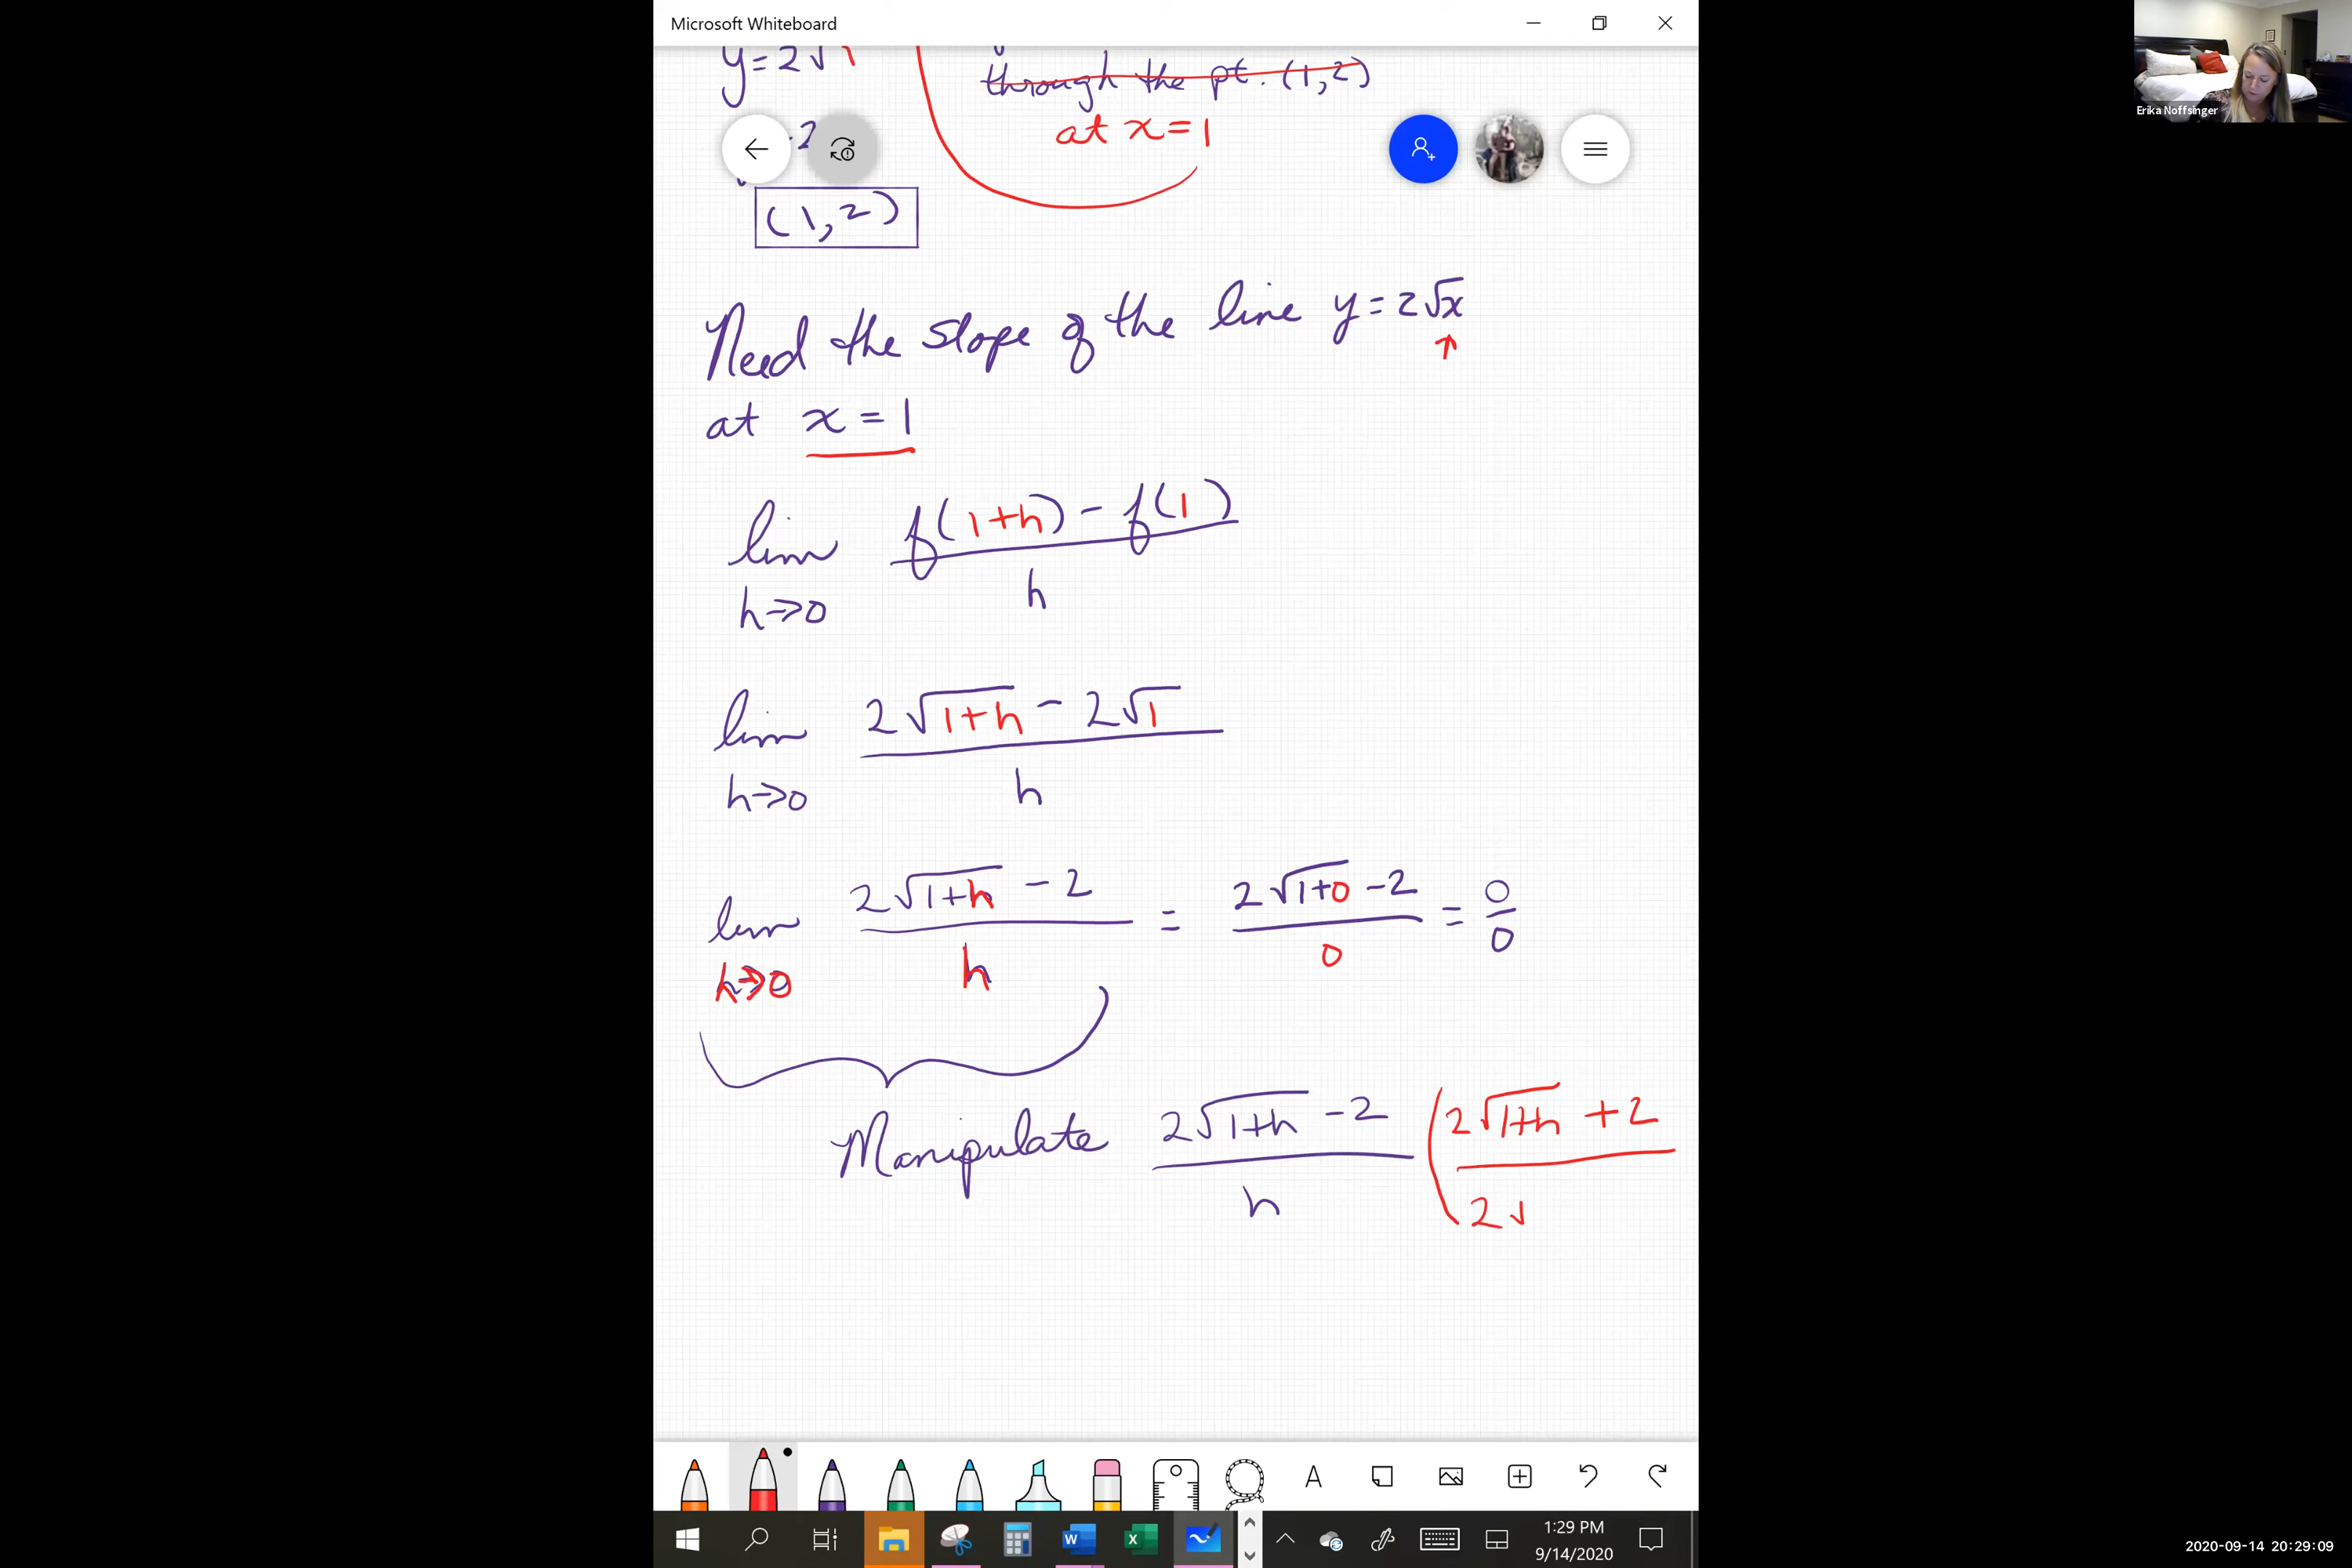 Microsoft Whiteboard
y = 2√1
through the pt. (1,2)
at x = 1
=2
(1,2)
Erika Noffsinger
Need the slope of the line y = 2√x
↑
at x = 1
lim f(1+h) - f(1)
h→0 h
lim 2√1+h - 2√1
h→0 h
lim 2√1+h - 2 = 2√1+0 - 2 = 0
h→0 h 0 0
Manipulate 2√1+h - 2 (2√1+h + 2
h 2√
A
1:29 PM
9/14/2020
2020-09-14 20:29:09